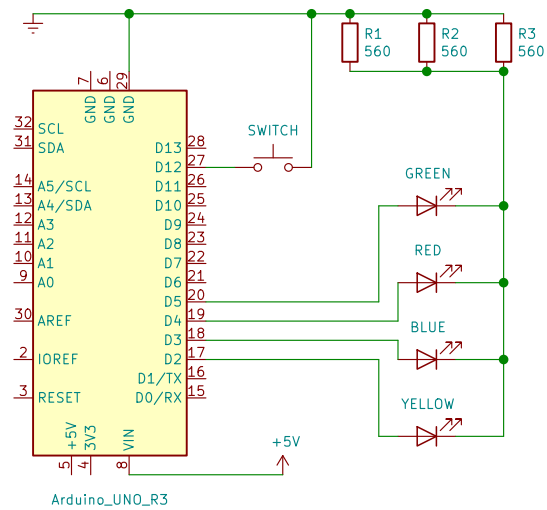 R1
560
R2
560
R3
560
7
6
29
GND
GND
GND
32
SCL
31
SDA
14
A5/SCL
13
A4/SDA
12
A3
11
A2
10
A1
9
A0
30
AREF
2
IOREF
3
RESET
D13
28
D12
27
D11
26
D10
25
D9
24
D8
23
D7
22
D6
21
D5
20
D4
19
D3
18
D2
17
D1/TX
16
D0/RX
15
+5V
3V3
VIN
5
4
8
SWITCH
GREEN
RED
BLUE
YELLOW
+5V
Arduino_UNO_R3